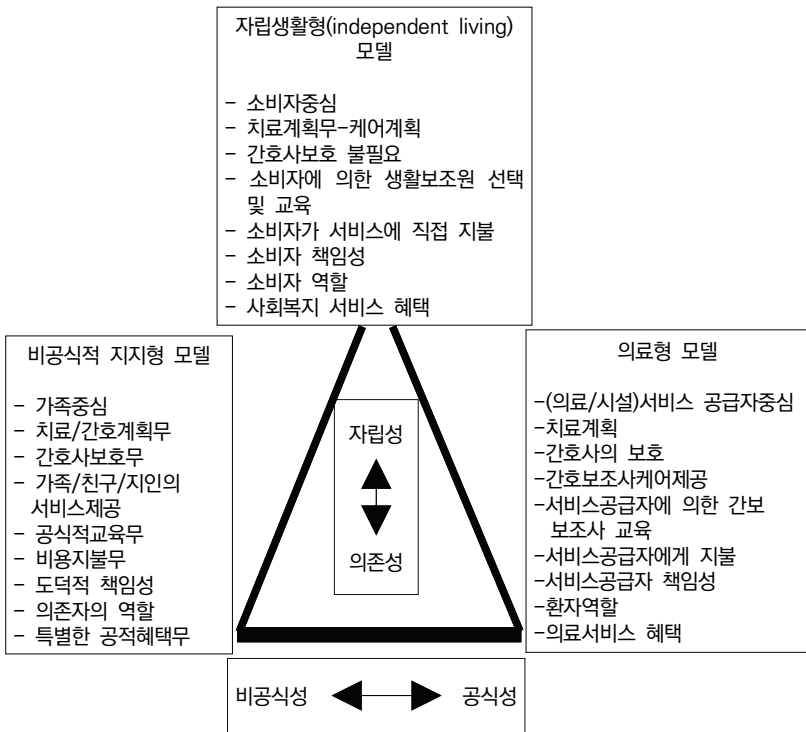 자립생활형(independent living)
모델
- 소비자중심
- 치료계획무-케어계획
- 간호사보호 불필요
- 소비자에 의한 생활보조원 선택
및 교육
- 소비자가 서비스에 직접 지불
- 소비자 책임성
- 소비자 역할
- 사회복지 서비스 혜택
비공식적 지지형 모델
- 가족중심
- 치료/간호계획무
- 간호사보호무
- 가족/친구/지인의
서비스제공
- 공식적교육무
- 비용지불무
- 도덕적 책임성
- 의존자의 역할
- 특별한 공적혜택무
자립성
의존성
의료형 모델
-(의료/시설)서비스 공급자중심
-치료계획
-간호사의 보호
-간호보조사케어제공
-서비스공급자에 의한 간보
보조사 교육
-서비스공급자에게 지불
-서비스공급자 책임성
-환자역할
-의료서비스 혜택
비공식성 공식성